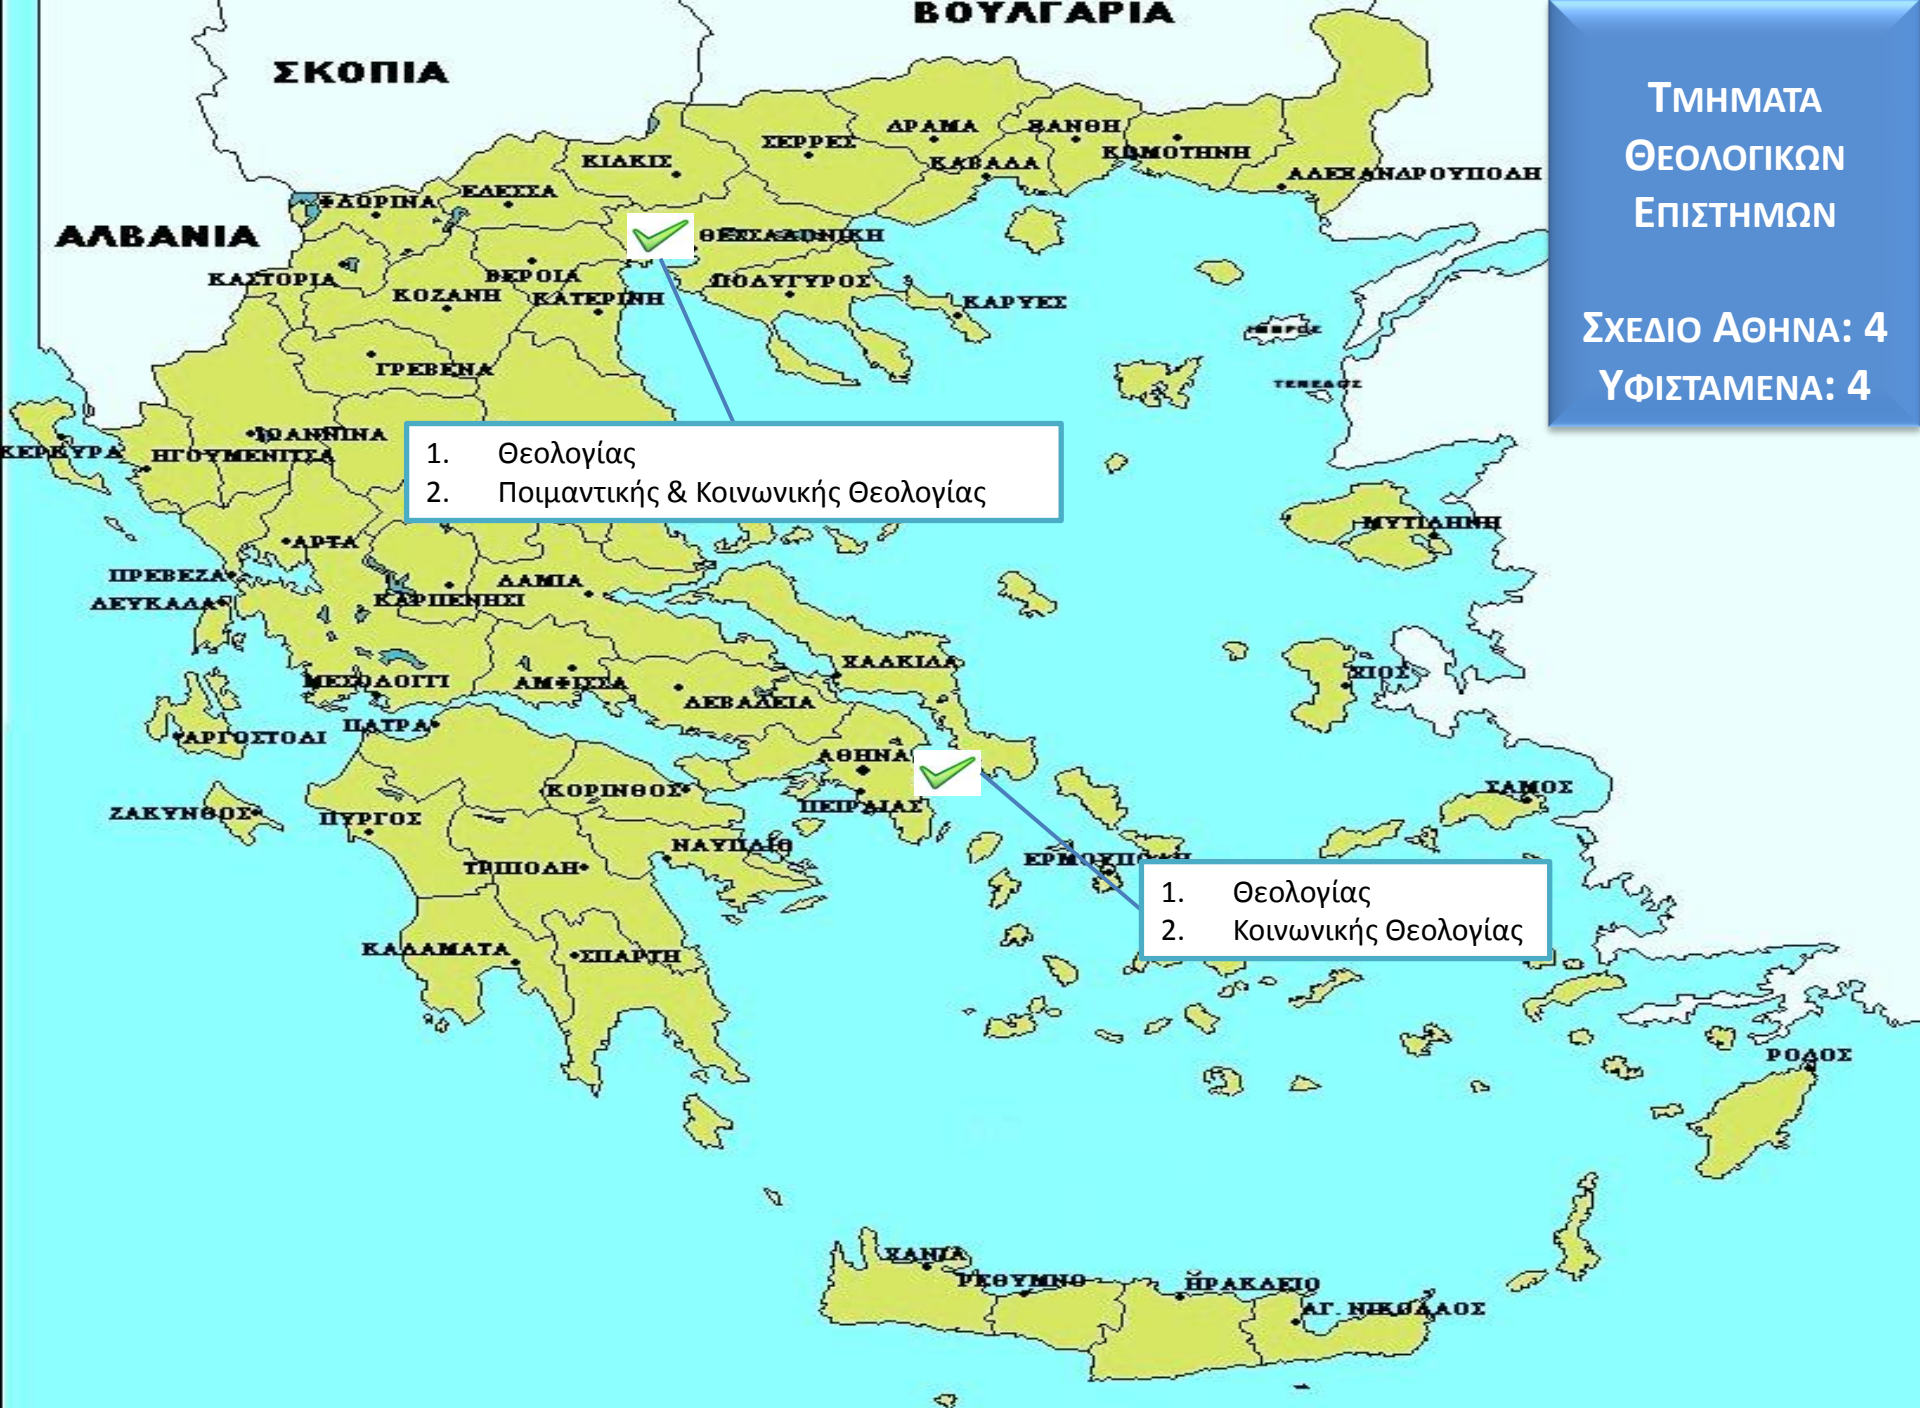 ΒΟΥΛΓΑΡΙΑ
ΣΚΟΠΙΑ
ΑΛΒΑΝΙΑ
ΤΜΗΜΑΤΑ
ΘΕΟΛΟΓΙΚΩΝ
ΕΠΙΣΤΗΜΩΝ
ΣΧΕΔΙΟ ΑΘΗΝΑ: 4
ΥΦΙΣΤΑΜΕΝΑ: 4
ΔΡΑΜΑ
ΞΑΝΘΗ
ΣΕΡΡΕΣ
ΚΟΜΟΤΗΝΗ
ΚΑΒΑΛΑ
ΚΙΛΚΙΣ
ΑΛΕΞΑΝΔΡΟΥΠΟΛΗ
ΕΔΕΣΣΑ
ΦΛΩΡΙΝΑ
ΘΕΣΣΑΛΟΝΙΚΗ
ΚΑΣΤΟΡΙΑ
ΒΕΡΟΙΑ
ΠΟΛΥΓΥΡΟΣ
ΚΟΖΑΝΗ
ΚΑΤΕΡΙΝΗ
ΚΑΡΥΕΣ
ΙΜΒΡΟΣ
ΓΡΕΒΕΝΑ
ΤΕΝΕΔΟΣ
ΙΩΑΝΝΙΝΑ
ΚΕΡΚΥΡΑ
ΗΓΟΥΜΕΝΙΤΣΑ
1. Θεολογίας
2. Ποιμαντικής & Κοινωνικής Θεολογίας
ΜΥΤΙΛΗΝΗ
ΑΡΤΑ
ΠΡΕΒΕΖΑ
ΛΑΜΙΑ
ΛΕΥΚΑΔΑ
ΚΑΡΠΕΝΗΣΙ
ΧΑΛΚΙΔΑ
ΧΙΟΣ
ΜΕΣΟΛΟΓΓΙ
ΑΜΦΙΣΣΑ
ΛΕΒΑΔΕΙΑ
ΠΑΤΡΑ
ΑΡΓΟΣΤΟΛΙ
ΑΘΗΝΑ
ΚΟΡΙΝΘΟΣ
ΣΑΜΟΣ
ΠΕΙΡΑΙΑΣ
ΖΑΚΥΝΘΟΣ
ΠΥΡΓΟΣ
ΝΑΥΠΛΙΟ
ΕΡΜΟΥΠΟΛΗ
ΤΡΙΠΟΛΗ
1. Θεολογίας
2. Κοινωνικής Θεολογίας
ΚΑΛΑΜΑΤΑ
ΣΠΑΡΤΗ
ΡΟΔΟΣ
ΧΑΝΙΑ
ΡΕΘΥΜΝΟ
ΗΡΑΚΛΕΙΟ
ΑΓ. ΝΙΚΟΛΑΟΣ